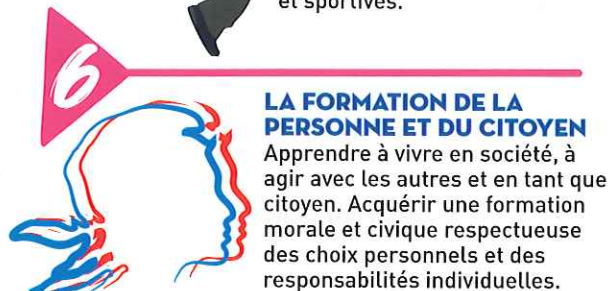 et sportives.
6
LA FORMATION DE LA
PERSONNE ET DU CITOYEN
Apprendre à vivre en société, à
agir avec les autres et en tant que
citoyen. Acquérir une formation
morale et civique respectueuse
des choix personnels et des
responsabilités individuelles.